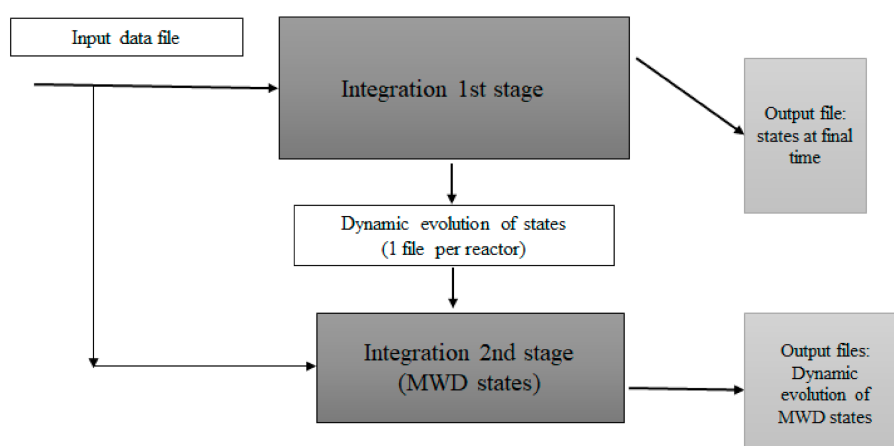 Input data file
Integration 1st stage
Output file:
states at final
time
Dynamic evolution of states
(1 file per reactor)
Integration 2nd stage
(MWD states)
Output files:
Dynamic
evolution of
MWD states